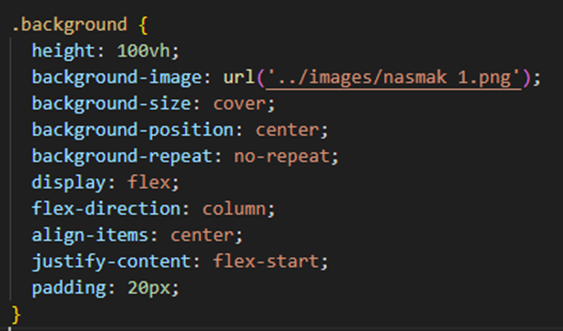 .background {
height: 100vh;
background-image: url('../images/nasmak 1.png');
background-size: cover;
background-position: center;
background-repeat: no-repeat;
display: flex;
flex-direction: column;
align-items: center;
justify-content: flex-start;
padding: 20px;
}